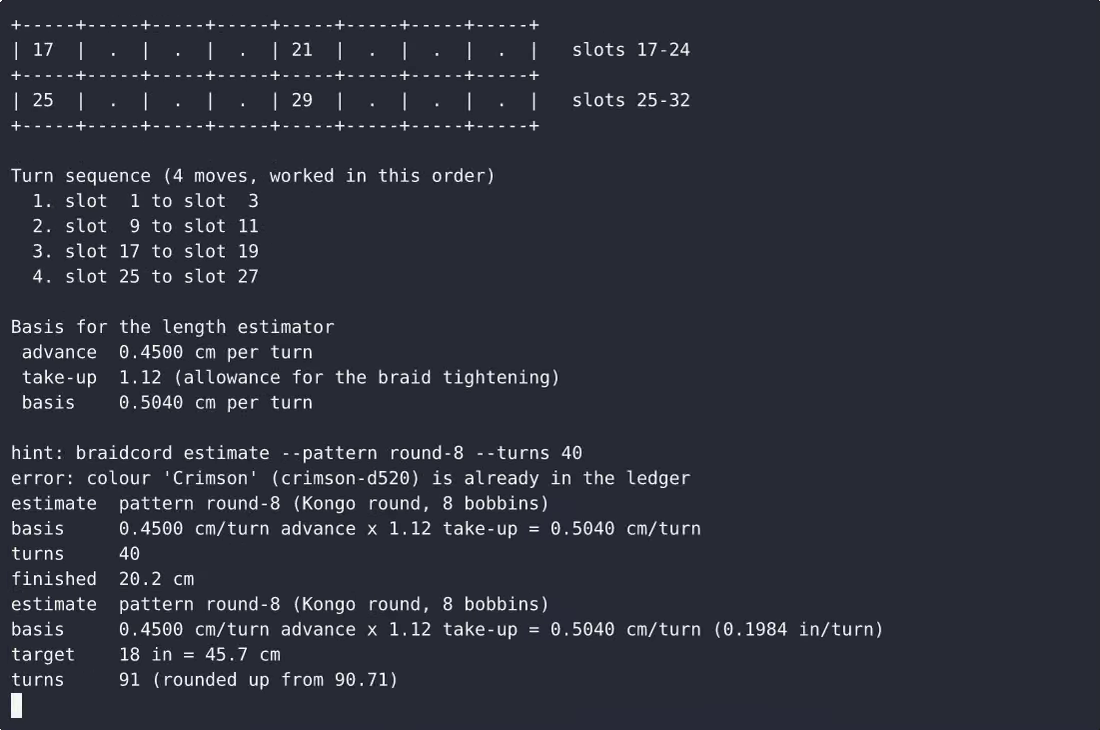 +-----+-----+-----+-----+-----+-----+-----+-----+
| 17  |  .  |  .  |  .  | 21  |  .  |  .  |  .  |   slots 17-24
+-----+-----+-----+-----+-----+-----+-----+-----+
| 25  |  .  |  .  |  .  | 29  |  .  |  .  |  .  |   slots 25-32
+-----+-----+-----+-----+-----+-----+-----+-----+

Turn sequence (4 moves, worked in this order)
  1. slot  1 to slot  3
  2. slot  9 to slot 11
  3. slot 17 to slot 19
  4. slot 25 to slot 27

Basis for the length estimator
 advance  0.4500 cm per turn
 take-up  1.12 (allowance for the braid tightening)
 basis    0.5040 cm per turn

hint: braidcord estimate --pattern round-8 --turns 40
error: colour 'Crimson' (crimson-d520) is already in the ledger
estimate  pattern round-8 (Kongo round, 8 bobbins)
basis     0.4500 cm/turn advance x 1.12 take-up = 0.5040 cm/turn
turns     40
finished  20.2 cm
estimate  pattern round-8 (Kongo round, 8 bobbins)
basis     0.4500 cm/turn advance x 1.12 take-up = 0.5040 cm/turn (0.1984 in/turn)
target    18 in = 45.7 cm
turns     91 (rounded up from 90.71)